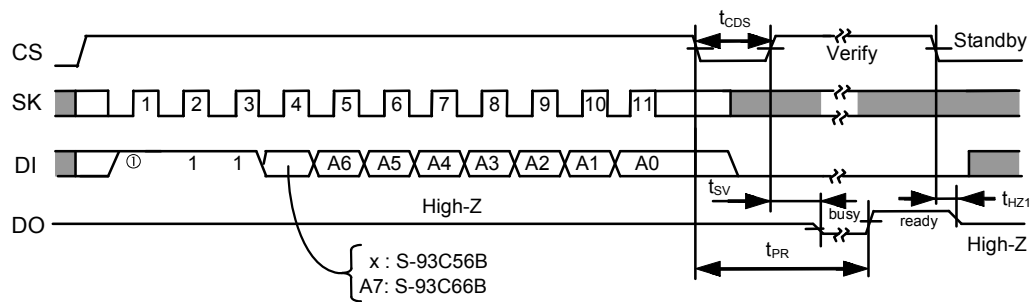 tCDS
CS
Verify
Standby
SK
1 2 3 4 5 6 7 8 9 10 11
DI
① 1 1 A6 A5 A4 A3 A2 A1 A0
tSV
tHZ1
DO
High-Z
busy
ready
High-Z
tPR
x : S-93C56B
A7: S-93C66B